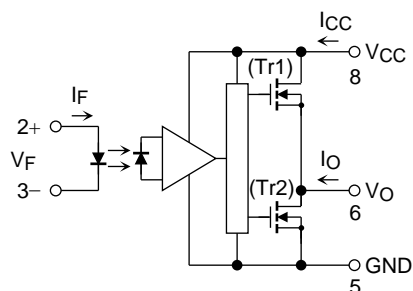 ICC
(Tr1)
VCC
8
IF
2+
VF
3−
IO
(Tr2)
VO
6
GND
5